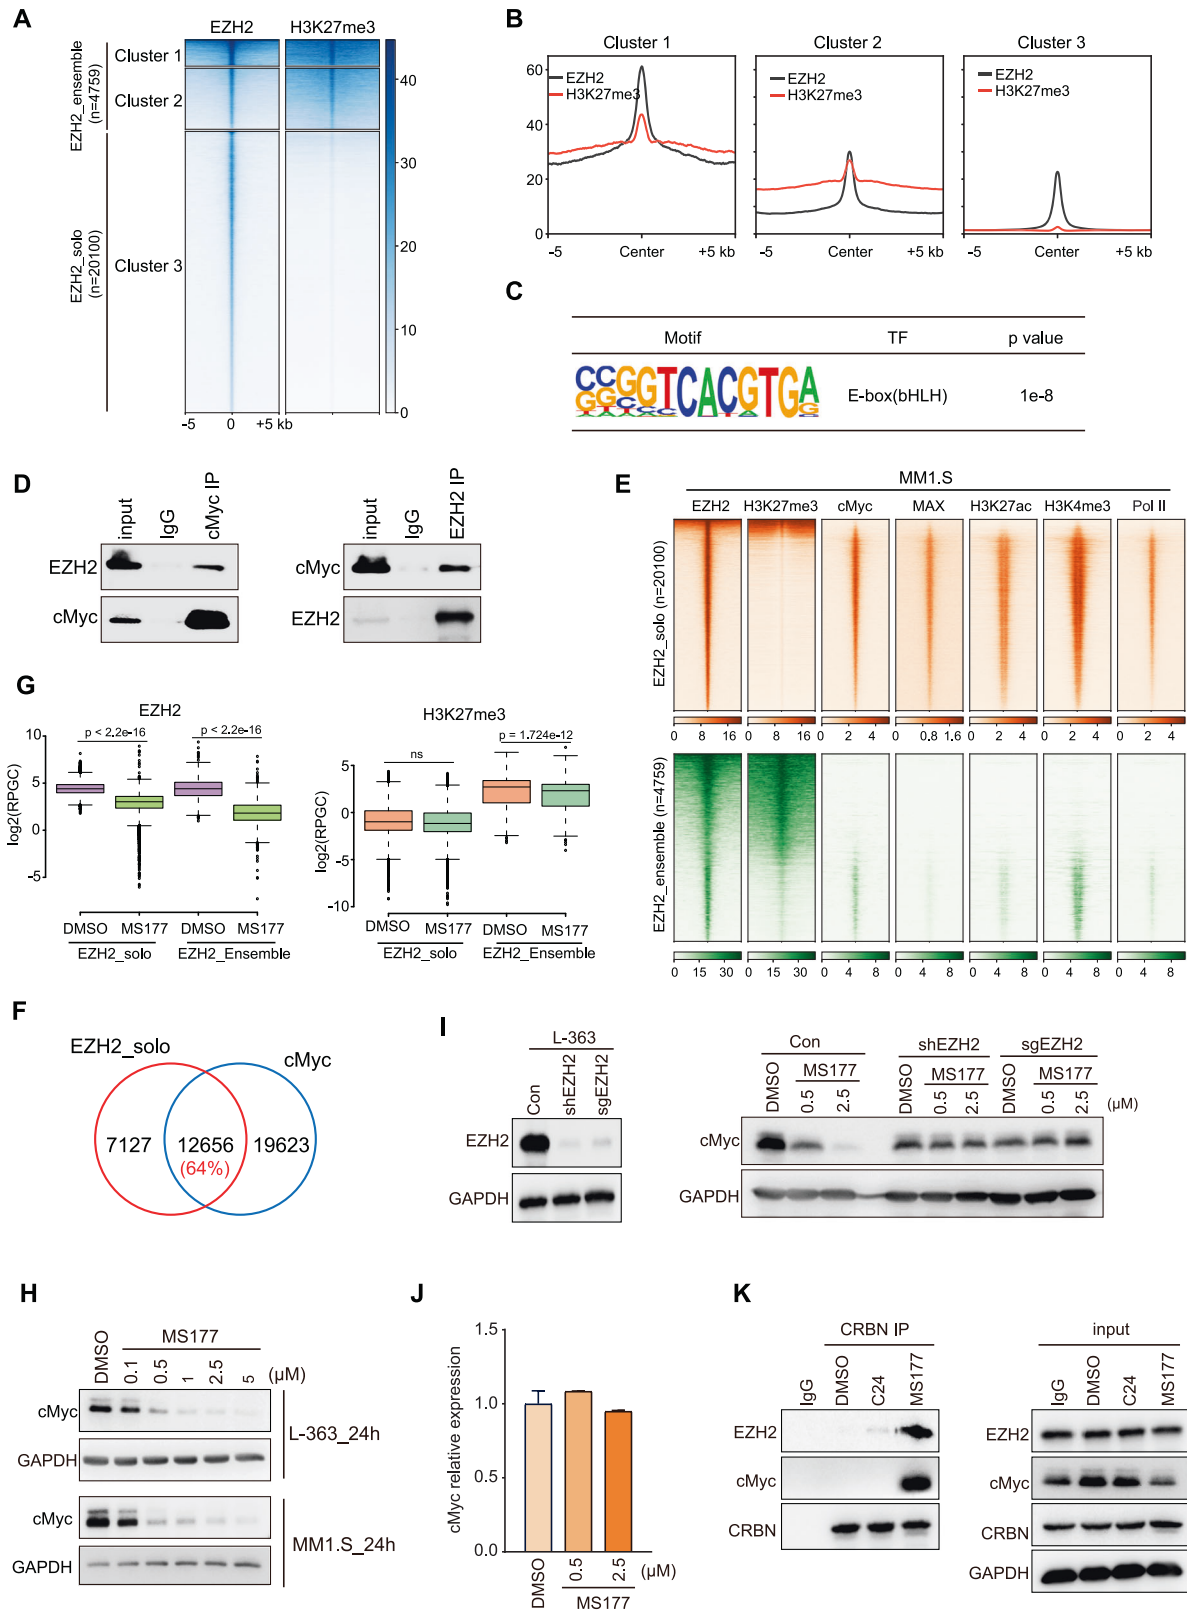 A
EZH2 H3K27me3
EZH2_ensemble
(n=4759)
Cluster 1
Cluster 2
EZH2_solo
(n=20100)
Cluster 3
40
30
20
10
0
-5 0 +5 kb
B
Cluster 1 Cluster 2 Cluster 3
60
40
20
0
EZH2
H3K27me3
EZH2
H3K27me3
EZH2
H3K27me3
-5 Center +5 kb
-5 Center +5 kb
-5 Center +5 kb
C
Motif TF p value
TCACGTGA E-box(bHLH) 1e-8
D
input IgG cMyc IP
EZH2
cMyc
input IgG EZH2 IP
cMyc
EZH2
E
MM1.S
EZH2 H3K27me3 cMyc MAX H3K27ac H3K4me3 Pol II
EZH2_solo (n=20100)
0 8 16 0 8 16 0 2 4 0 0.8 1.6 0 2 4 0 2 4 0 2 4
EZH2_ensemble (n=4759)
0 15 30 0 15 30 0 4 8 0 4 8 0 4 8 0 4 8 0 4 8
G
EZH2
p < 2.2e-16 p <2.2e-16
log2(RPGC)
10
5
0
-5
DMSO MS177 DMSO MS177
EZH2_solo EZH2_Ensemble
H3K27me3
ns p = 1.724e-12
log2(RPGC)
5
0
-5
-10
DMSO MS177 DMSO MS177
EZH2_solo EZH2_Ensemble
F
EZH2_solo cMyc
7127 12656 19623
(64%)
I
L-363
Con shEZH2 sgEZH2
EZH2
GAPDH
Con shEZH2 sgEZH2
MS177 MS177 MS177
DMSO 0.5 2.5 DMSO 0.5 2.5 DMSO 0.5 2.5 (μM)
cMyc
GAPDH
H
MS177
DMSO 0.1 0.5 1 2.5 5 (μM)
cMyc
GAPDH
L-363_24h
cMyc
GAPDH
MM1.S_24h
J
cMyc relative expression
1.5
1.0
0.5
0.0
DMSO 0.5 2.5 (μM)
MS177
K
CRBN IP
IgG DMSO C24 MS177
EZH2
cMyc
CRBN
input
IgG DMSO C24 MS177
EZH2
cMyc
CRBN
GAPDH